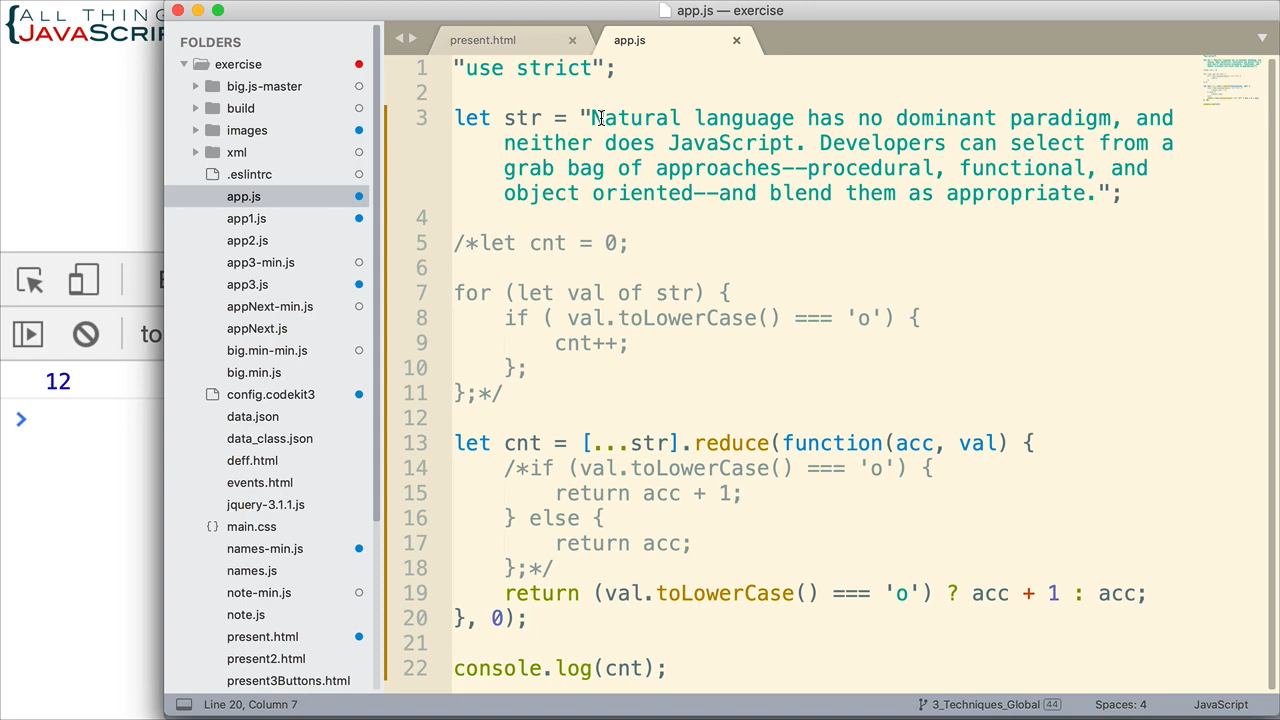 {ALL THING
JAVASCRIP
app.js — exercise
FOLDERS
exercise
big.js-master
build
images
xml
.eslintrc
app.js
app1.js
app2.js
app3-min.js
app3.js
appNext-min.js
appNext.js
big.min-min.js
big.min.js
config.codekit3
data.json
data_class.json
deff.html
events.html
jquery-3.1.1.js
main.css
names-min.js
names.js
note-min.js
note.js
present.html
present2.html
present3Buttons.html
present.html
app.js
1 "use strict";
2
3 let str = "Natural language has no dominant paradigm, and
neither does JavaScript. Developers can select from a
grab bag of approaches--procedural, functional, and
object oriented--and blend them as appropriate.";
4
5 /*let cnt = 0;
6
7 for (let val of str) {
8 if ( val.toLowerCase() === 'o') {
9 cnt++;
10 };
11 };*/
12
13 let cnt = [...str].reduce(function(acc, val) {
14 /*if (val.toLowerCase() === 'o') {
15 return acc + 1;
16 } else {
17 return acc;
18 };*/
19 return (val.toLowerCase() === 'o') ? acc + 1 : acc;
20 }, 0);
21
22 console.log(cnt);
to
12
Line 20, Column 7
3_Techniques_Global 44
Spaces: 4
JavaScript